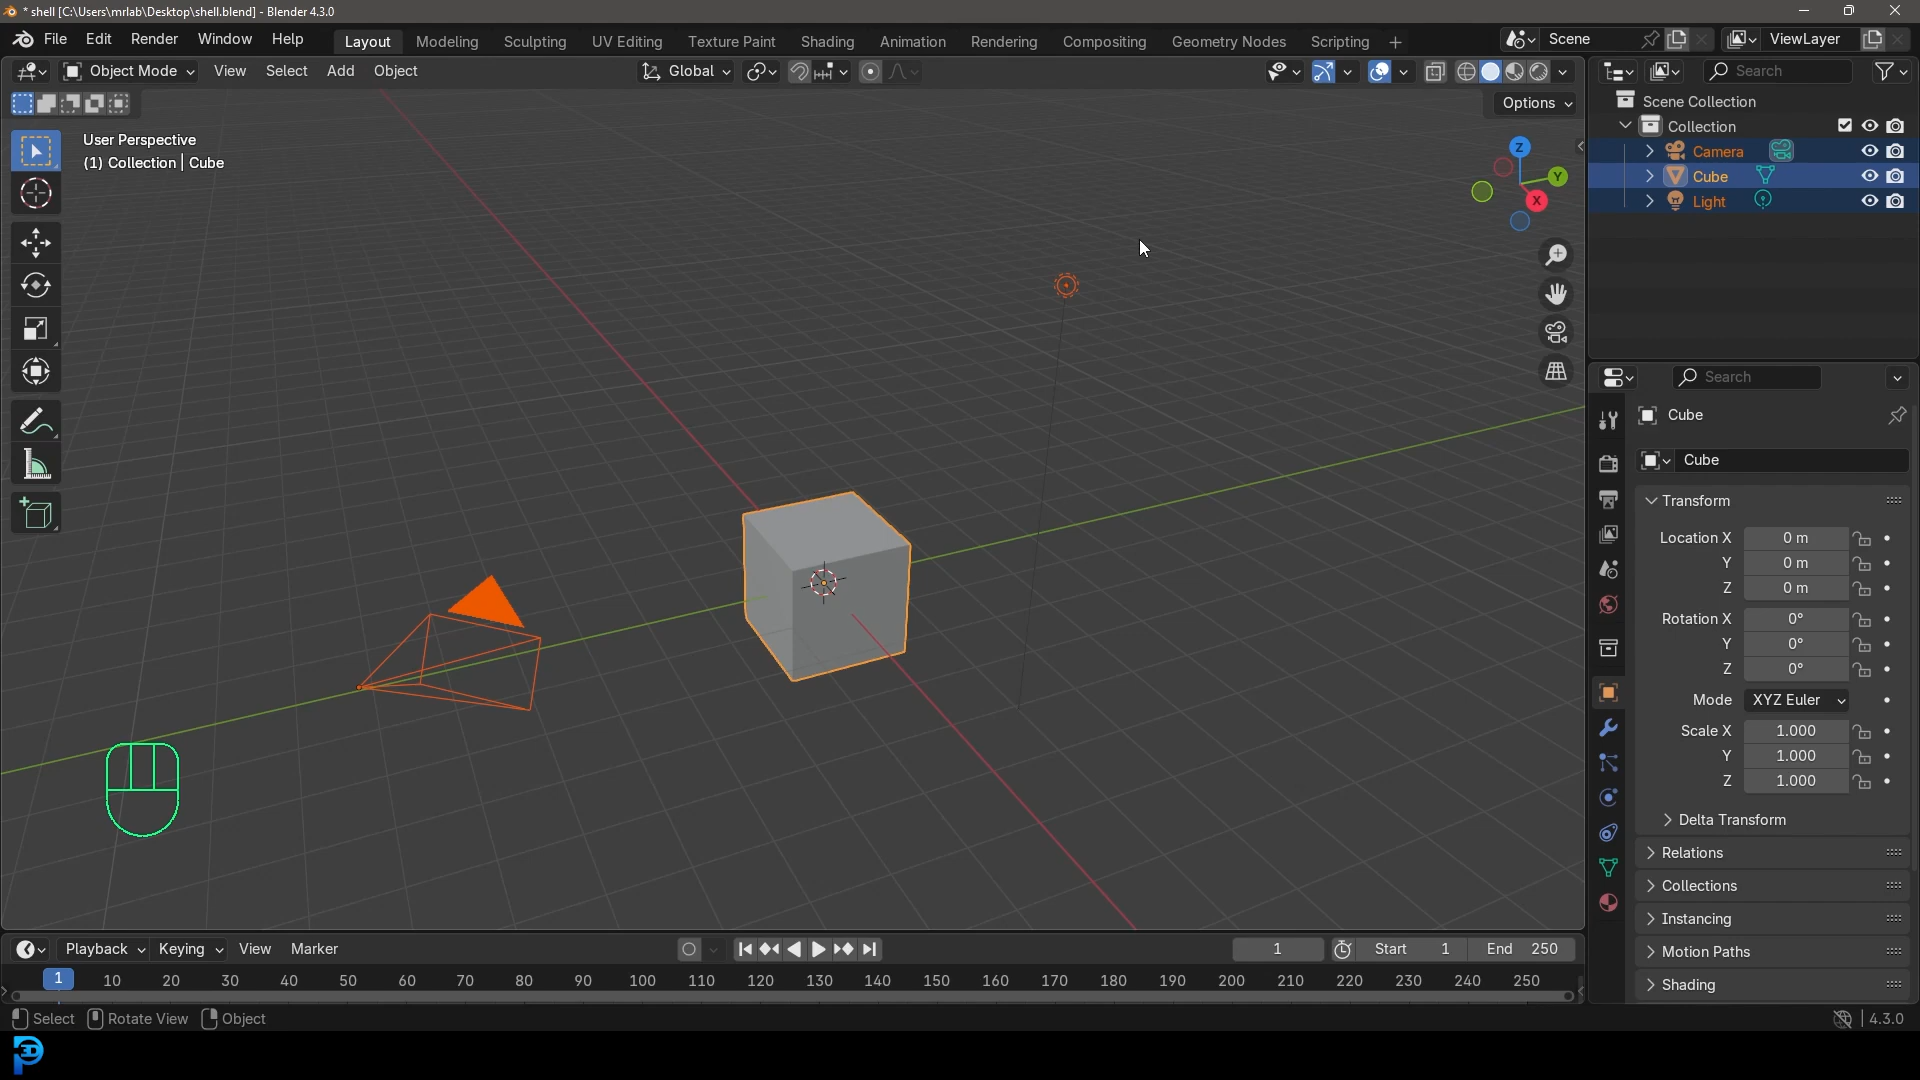 * shell [C:\Users\mrlab\Desktop\shell.blend] - Blender 4.3.0
File Edit Render Window Help Layout Modeling Sculpting UV Editing Texture Paint Shading Animation Rendering Compositing Geometry Nodes Scripting + Scene ViewLayer
Object Mode View Select Add Object Global Search
Options
User Perspective
(1) Collection | Cube
Z
Y
X
Scene Collection
Collection
Camera
Cube
Light
Search
Cube
Cube
Transform
Location X 0 m
Y 0 m
Z 0 m
Rotation X 0°
Y 0°
Z 0°
Mode XYZ Euler
Scale X 1.000
Y 1.000
Z 1.000
Delta Transform
Relations
Collections
Instancing
Motion Paths
Shading
Playback Keying View Marker 1 Start 1 End 250
1 10 20 30 40 50 60 70 80 90 100 110 120 130 140 150 160 170 180 190 200 210 220 230 240 250
Select Rotate View Object 4.3.0
3D